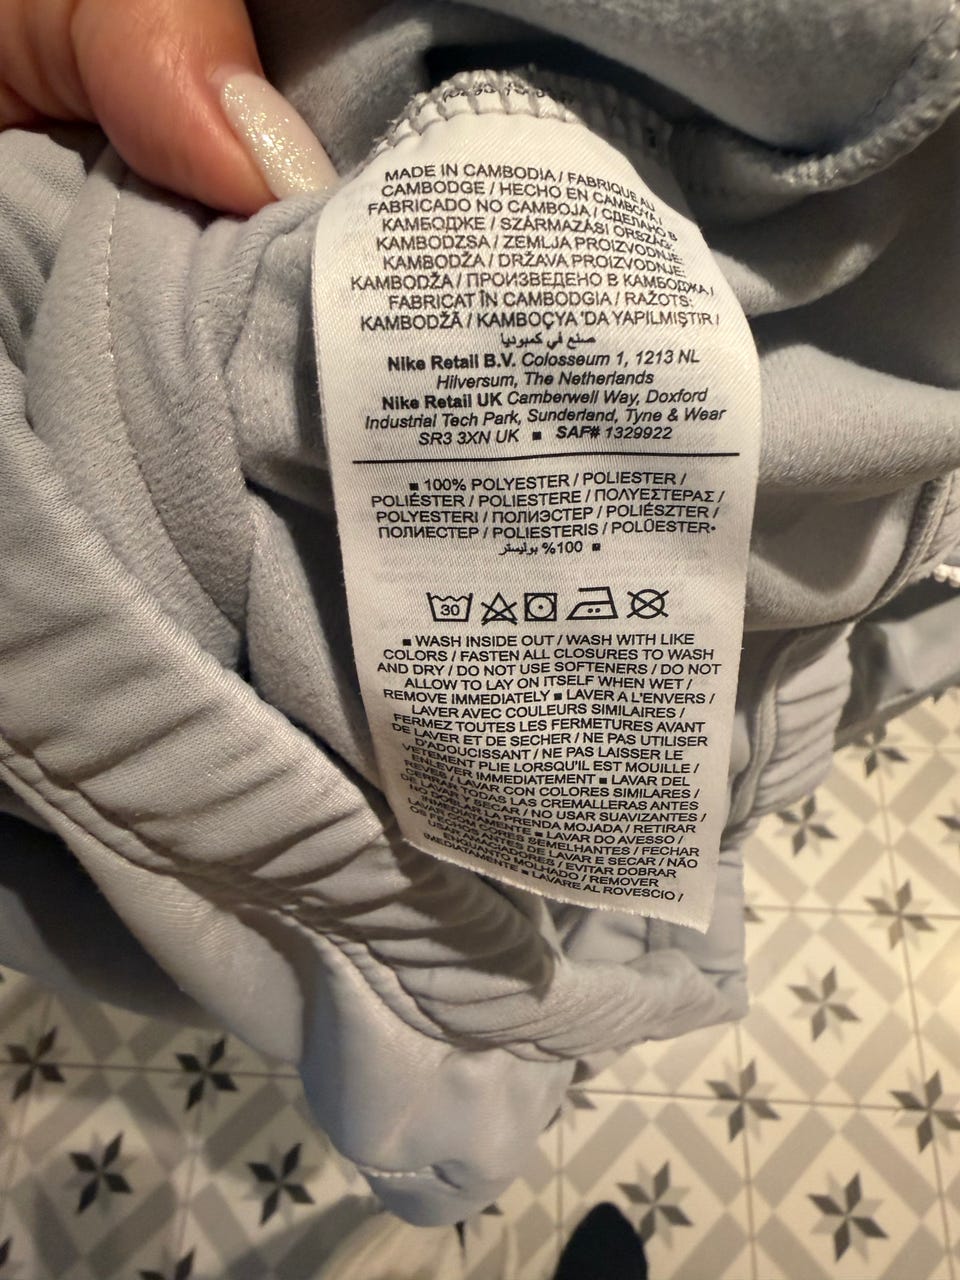 MADE IN CAMBODIA / FABRIQUE AU
CAMBODGE / HECHO EN CAMBOYA /
FABRICADO NO CAMBOJA / СДЕЛАНО В
КАМБОДЖЕ / SZÁRMAZÁSI ORSZÁG:
KAMBODZSA / ZEMLJA PROIZVODNJE:
KAMBODŽA / DRŽAVA PROIZVODNJE:
KAMBODŽA / ПРОИЗВЕДЕНО В КАМБОДЖА /
FABRICAT ÎN CAMBODGIA / RAŽOTS:
KAMBODŽĀ / KAMBOÇYA 'DA YAPILMIŞTIR /
صنع في كمبوديا
Nike Retail B.V. Colosseum 1, 1213 NL
Hilversum, The Netherlands
Nike Retail UK Camberwell Way, Doxford
Industrial Tech Park, Sunderland, Tyne & Wear
SR3 3XN UK ■ SAP# 1329922
■ 100% POLYESTER / POLIESTER /
POLIÉSTER / POLIESTERE / ΠΟΛΥΕΣΤΕΡΑΣ /
POLYESTERI / ПОЛИЭСТЕР / POLIÉSZTER /
ПОЛИЕСТЕР / POLIESTERIS / POLÜESTER•
100% بوليستر ■
30
■ WASH INSIDE OUT / WASH WITH LIKE
COLORS / FASTEN ALL CLOSURES TO WASH
AND DRY / DO NOT USE SOFTENERS / DO NOT
ALLOW TO LAY ON ITSELF WHEN WET /
REMOVE IMMEDIATELY ■ LAVER A L'ENVERS /
LAVER AVEC COULEURS SIMILAIRES /
FERMEZ TOUTES LES FERMETURES AVANT
DE LAVER ET DE SECHER / NE PAS UTILISER
D'ADOUCISSANT / NE PAS LAISSER LE
VETEMENT PLIE LORSQU'IL EST MOUILLE /
ENLEVER IMMEDIATEMENT ■ LAVAR DEL
REVES / LAVAR CON COLORES SIMILARES /
CERRAR TODAS LAS CREMALLERAS ANTES
DE LAVAR Y SECAR / NO USAR SUAVIZANTES /
NO DOBLAR LA PRENDA MOJADA / RETIRAR
INMEDIATAMENTE ■ LAVAR DO AVESSO /
LAVAR COM CORES SEMELHANTES / FECHAR
OS FECHOS ANTES DE LAVAR E SECAR / NÃO
USAR AMACIADORES / EVITAR DOBRAR
ENQUANTO MOLHADO / REMOVER
IMEDIATAMENTE ■ LAVARE AL ROVESCIO /